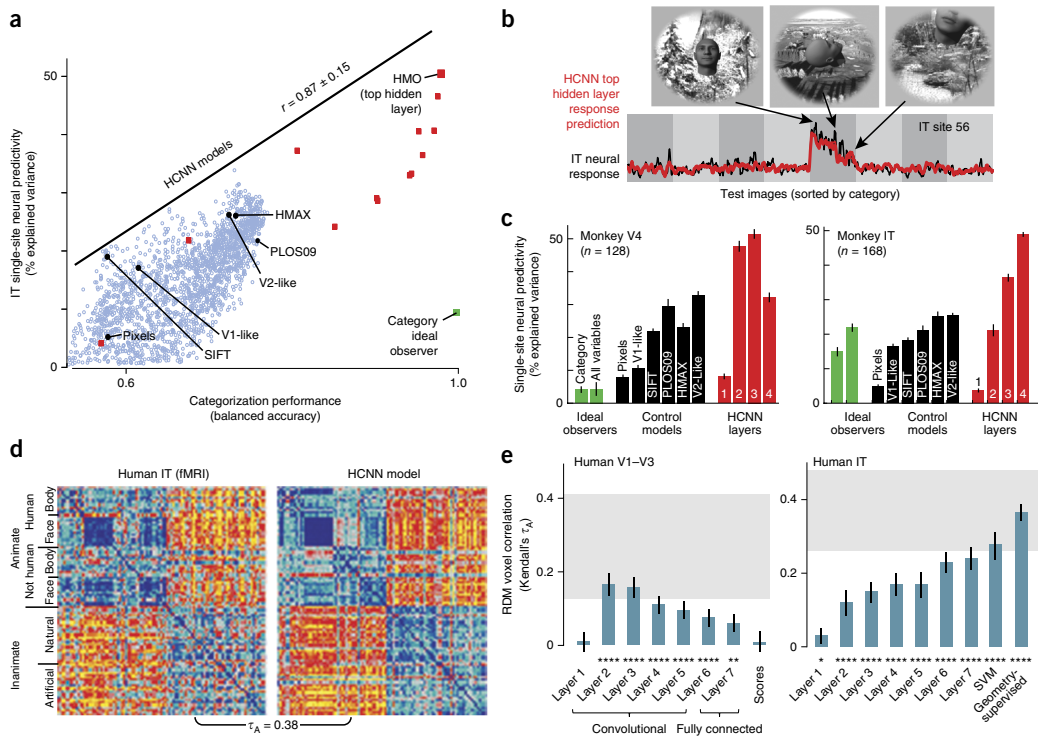 a
IT single-site neural predictivity
(% explained variance)
50
0
0.6
1.0
Categorization performance
(balanced accuracy)
r = 0.87 ± 0.15
HCNN models
HMO
(top hidden
layer)
HMAX
PLOS09
V2-like
V1-like
SIFT
Pixels
Category
ideal
observer
b
HCNN top
hidden layer
response
prediction
IT neural
response
IT site 56
Test images (sorted by category)
c
Single-site neural predictivity
(% explained variance)
Monkey V4
(n = 128)
50
0
Category
All variables
Pixels
V1-like
SIFT
PLOS09
HMAX
V2-Like
1 2 3 4
Ideal
observers
Control
models
HCNN
layers
Monkey IT
(n = 168)
50
0
Pixels
V1-Like
SIFT
PLOS09
HMAX
V2-like
1
2 3 4
Ideal
observers
Control
models
HCNN
layers
d
Human IT (fMRI)
HCNN model
Animate
Human
Body
Face
Not human
Body
Face
Inanimate
Natural
Artificial
τA = 0.38
e
RDM voxel correlation
(Kendall's τA)
Human V1–V3
0.4
0.2
0
Layer 1
Layer 2
Layer 3
Layer 4
Layer 5
Layer 6
Layer 7
Scores
**** **** **** **** **** **
Convolutional
Fully connected
Human IT
0.4
0.2
0
* **** **** **** **** **** **** **** ****
Layer 1
Layer 2
Layer 3
Layer 4
Layer 5
Layer 6
Layer 7
SVM
Geometry-
supervised